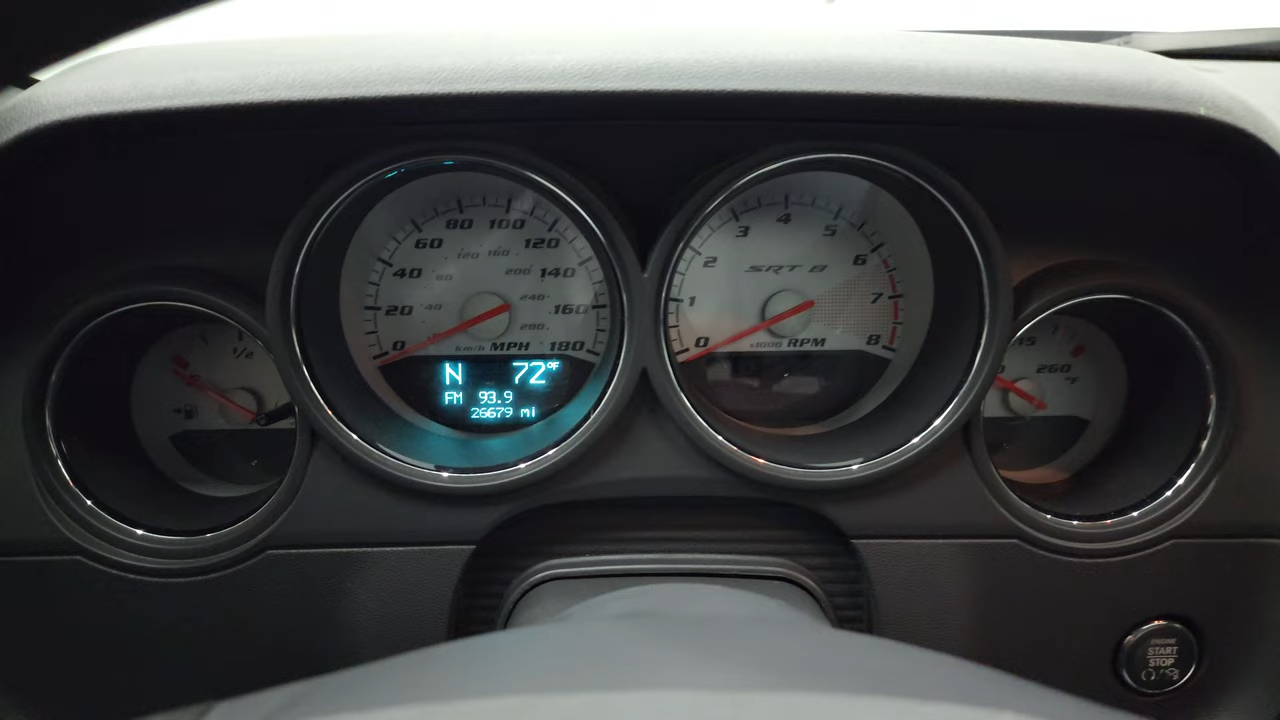 1/2
0
20
40
60
80
100
120
140
160
180
40
80
120
160
200
240
280
km/h MPH
N 72°F
FM 93.9
26679 mi
0
1
2
3
4
5
6
7
8
SRT 8
x1000 RPM
260
°F
ENGINE
START
STOP